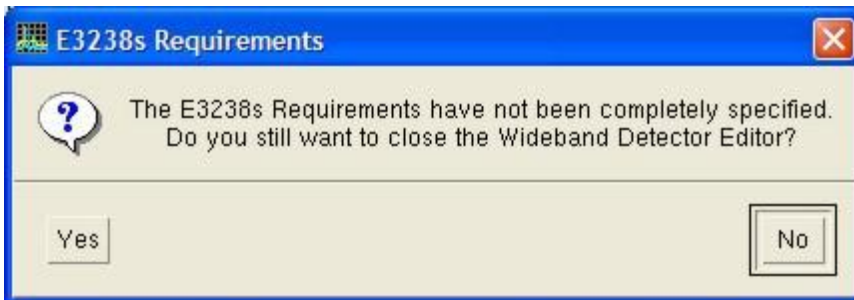 E3238s Requirements
The E3238s Requirements have not been completely specified.
Do you still want to close the Wideband Detector Editor?
Yes
No